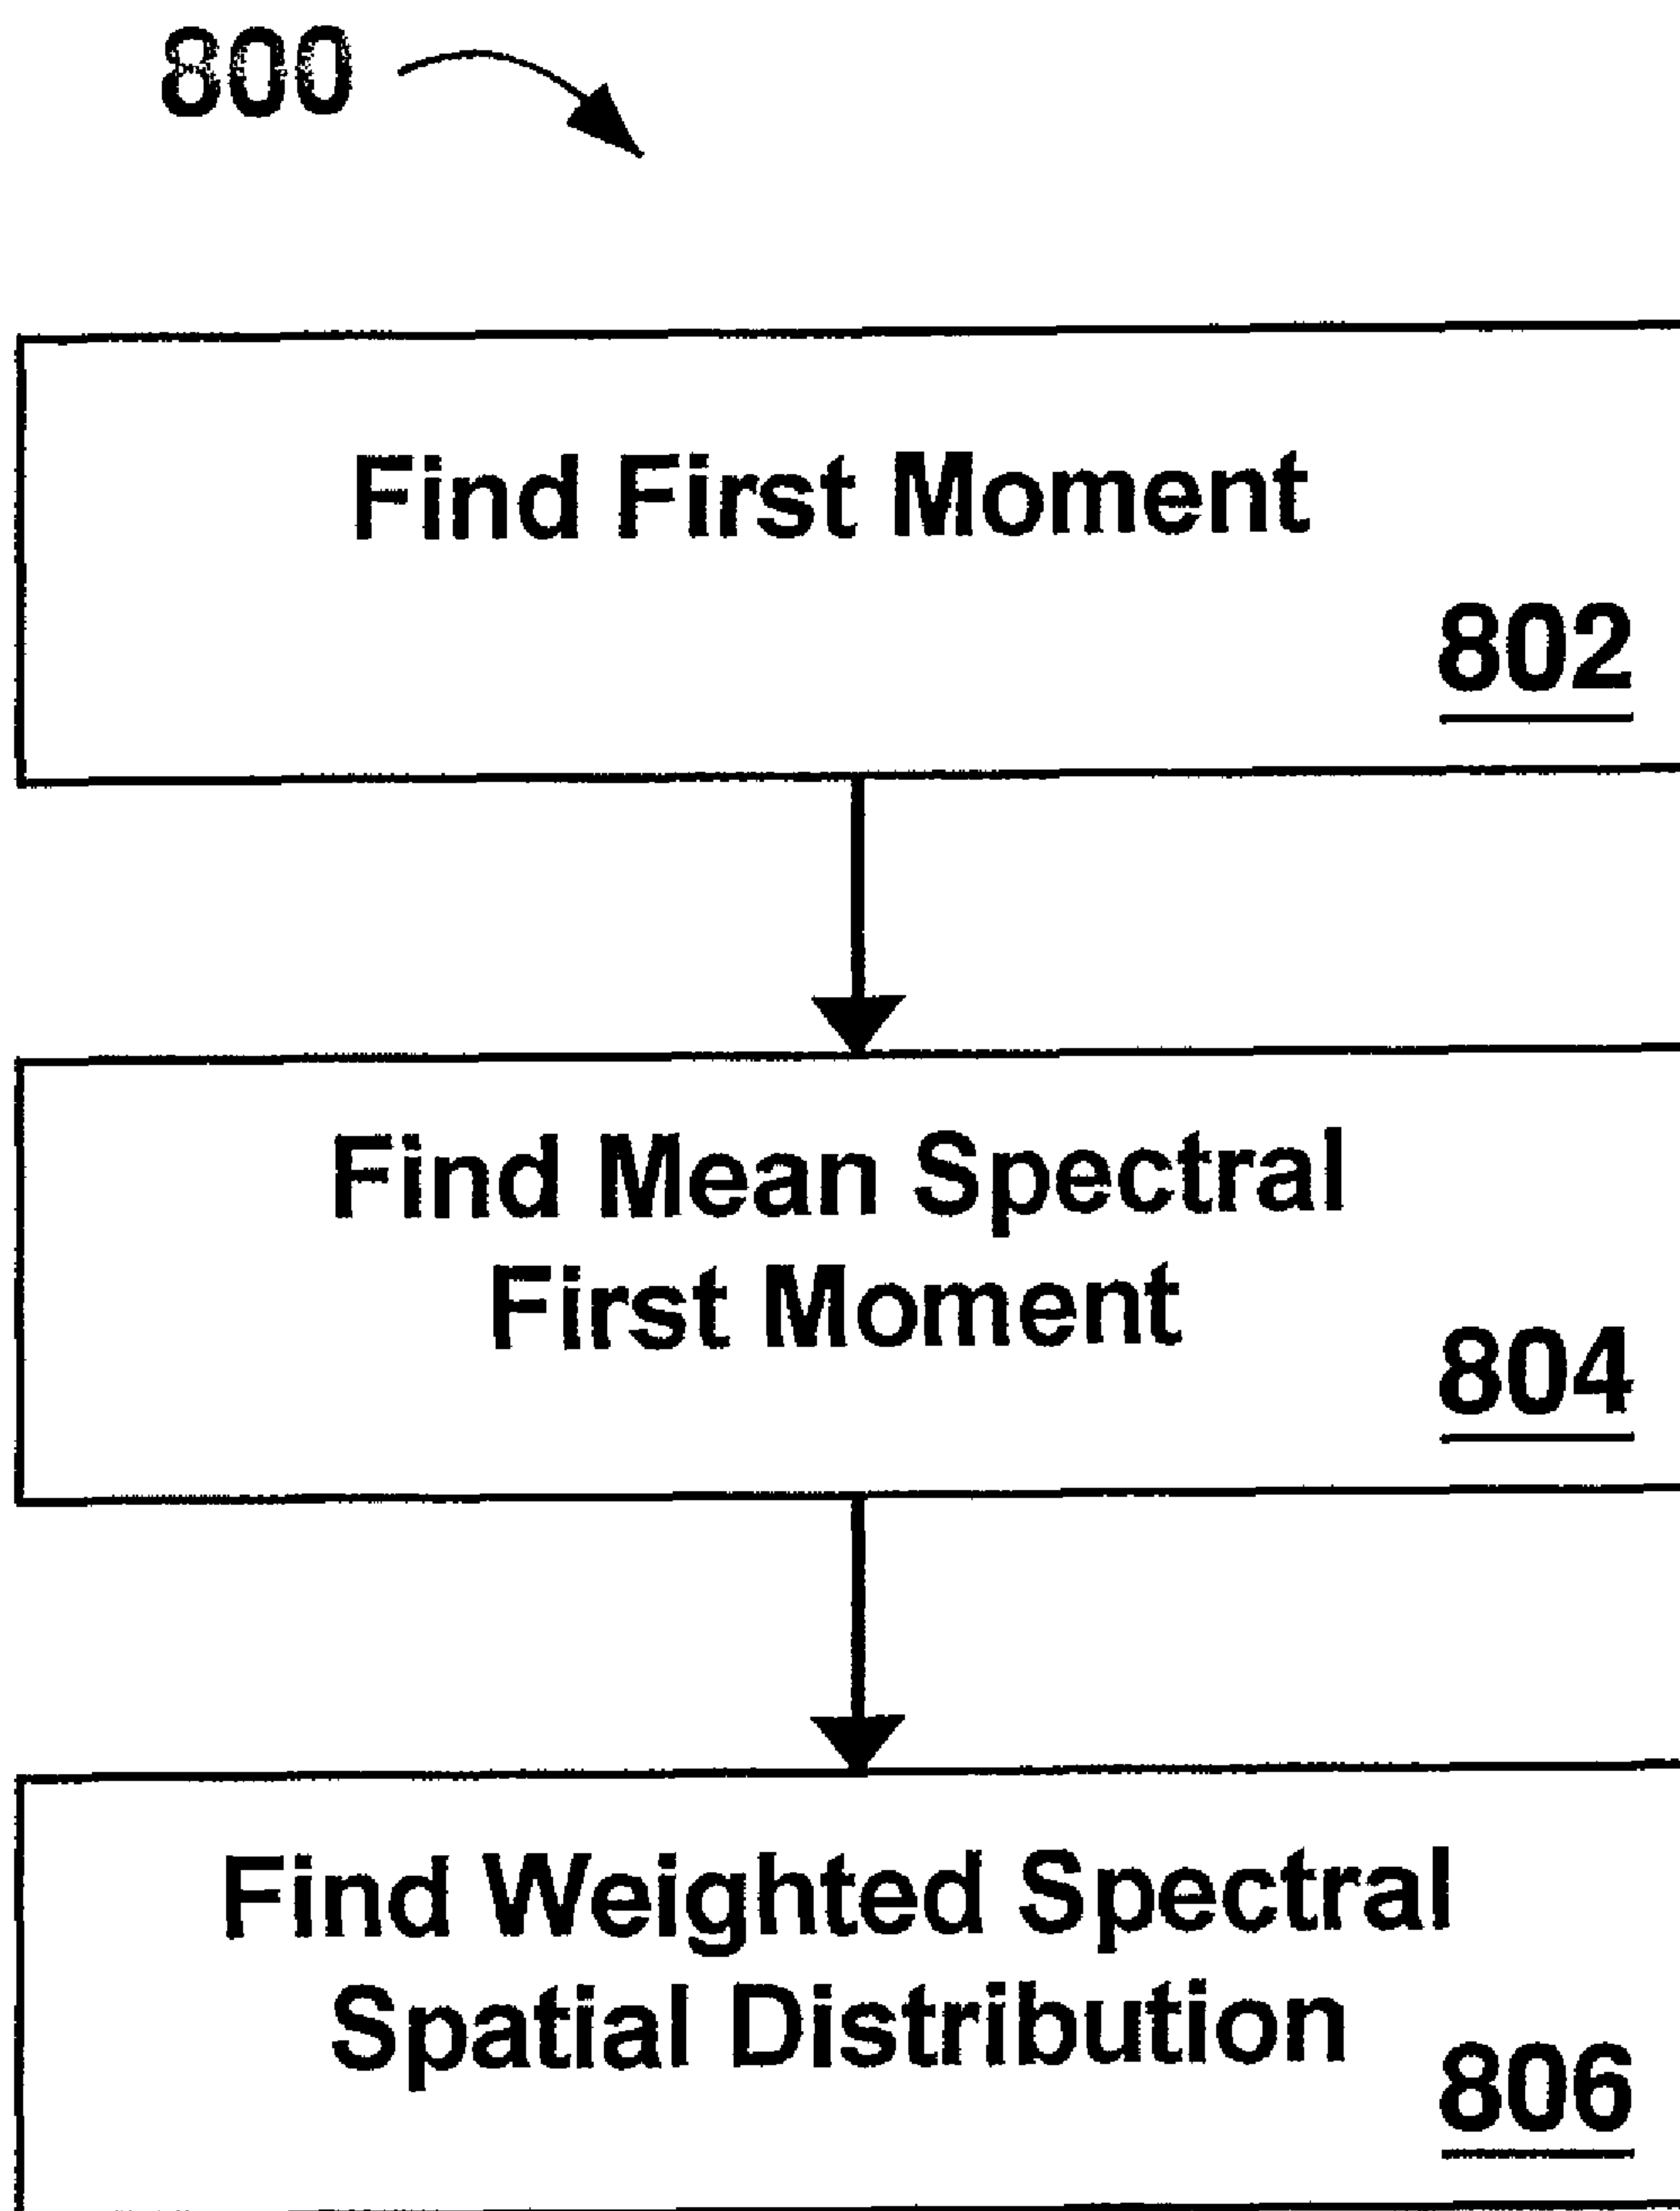 800
Find First Moment
802
Find Mean Spectral
First Moment
804
Find Weighted Spectral
Spatial Distribution
806